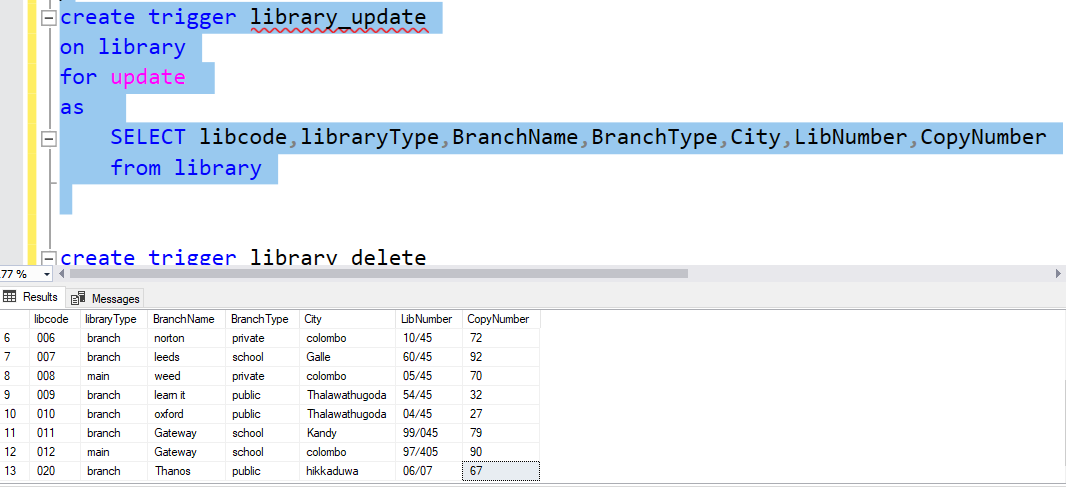 create trigger library_update
on library
for update
as
SELECT libcode,libraryType,BranchName,BranchType,City,LibNumber,CopyNumber
from library
create trigger library_delete
77 %
Results Messages
libcode libraryType BranchName BranchType City LibNumber CopyNumber
6 006 branch norton private colombo 10/45 72
7 007 branch leeds school Galle 60/45 92
8 008 main weed private colombo 05/45 70
9 009 branch learn it public Thalawathugoda 54/45 32
10 010 branch oxford public Thalawathugoda 04/45 27
11 011 branch Gateway school Kandy 99/045 79
12 012 main Gateway school colombo 97/405 90
13 020 branch Thanos public hikkaduwa 06/07 67